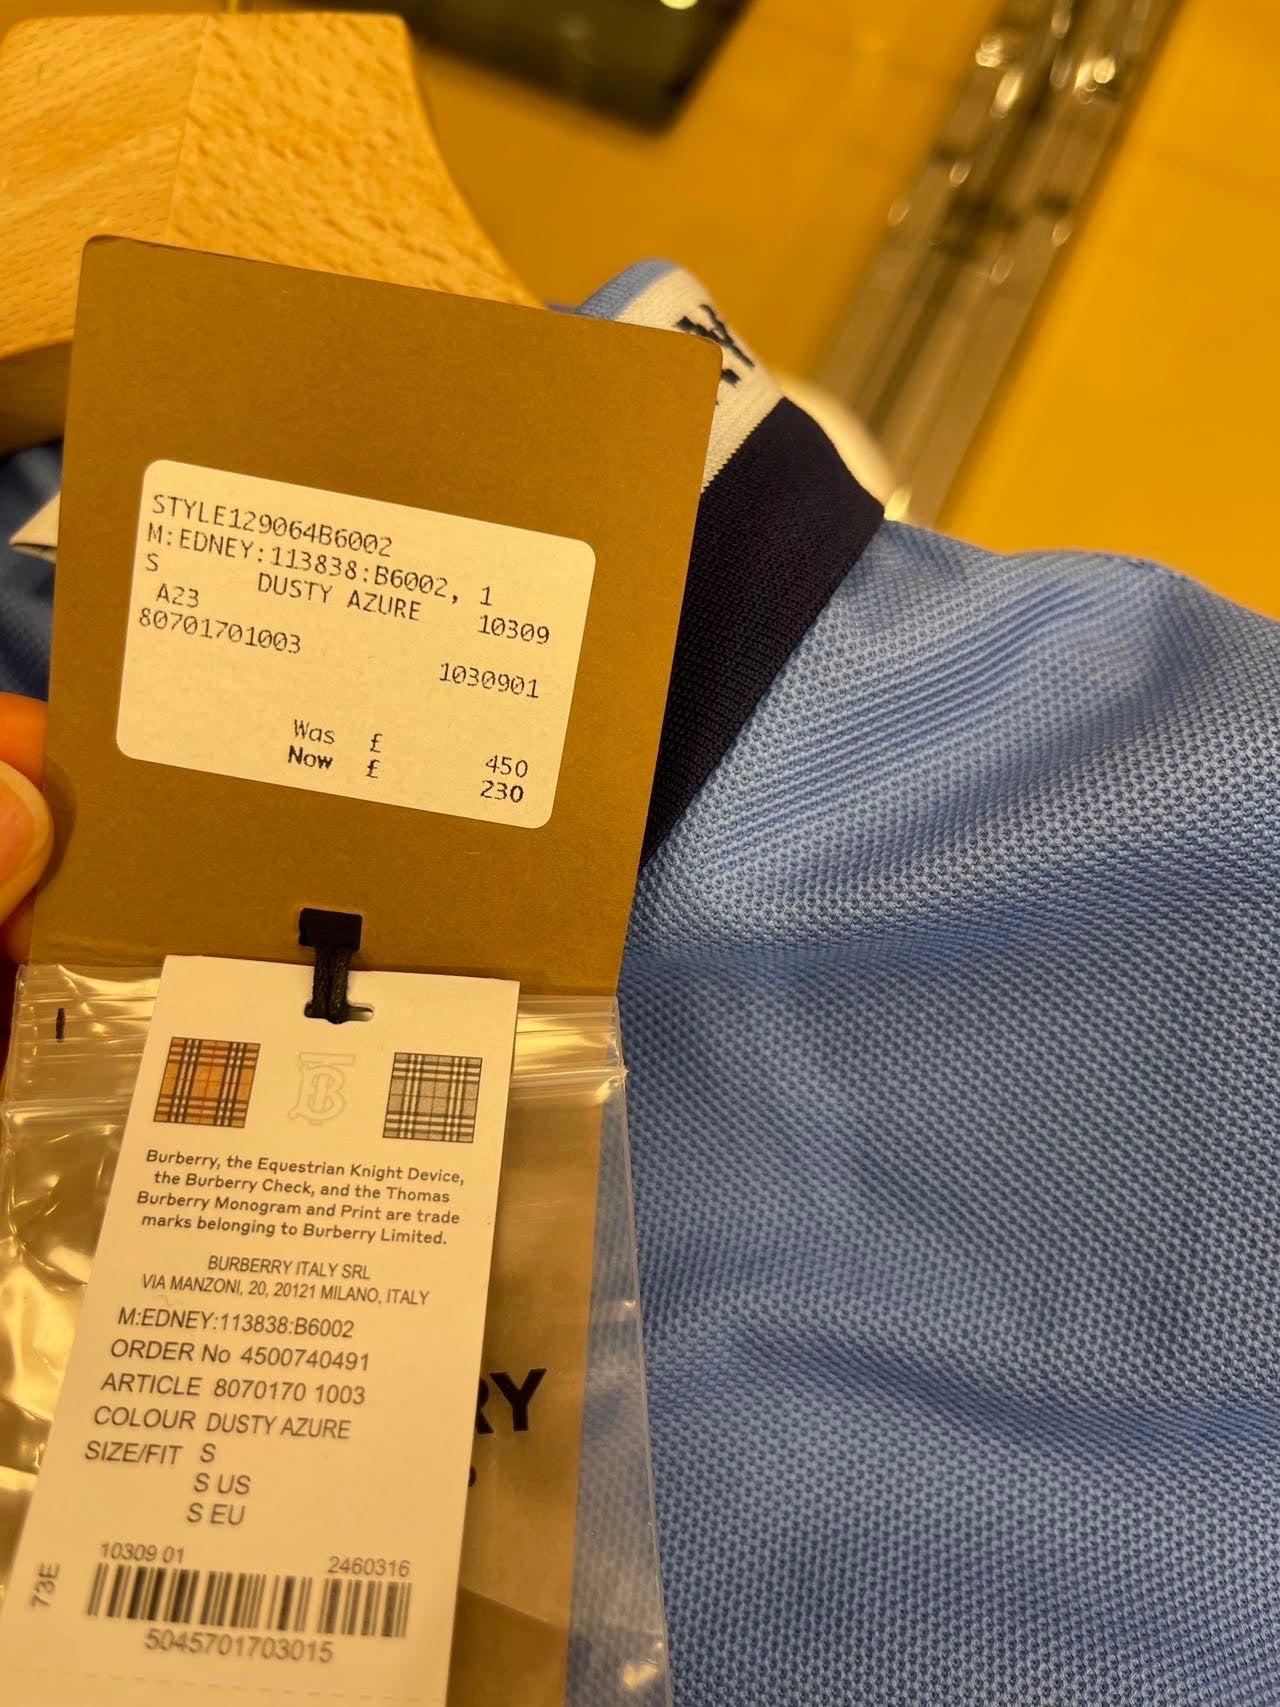 STYLE129064B6002
M:EDNEY:113838:B6002, 1
S DUSTY AZURE 10309
A23
80701701003
1030901
Was £ 450
Now £ 230
Burberry, the Equestrian Knight Device,
the Burberry Check, and the Thomas
Burberry Monogram and Print are trade
marks belonging to Burberry Limited.
BURBERRY ITALY SRL
VIA MANZONI, 20, 20121 MILANO, ITALY
M:EDNEY:113838:B6002
ORDER No 4500740491
ARTICLE 8070170 1003
COLOUR DUSTY AZURE
SIZE/FIT S
S US
S EU
10309 01 2460316
73E
5045701703015
RY